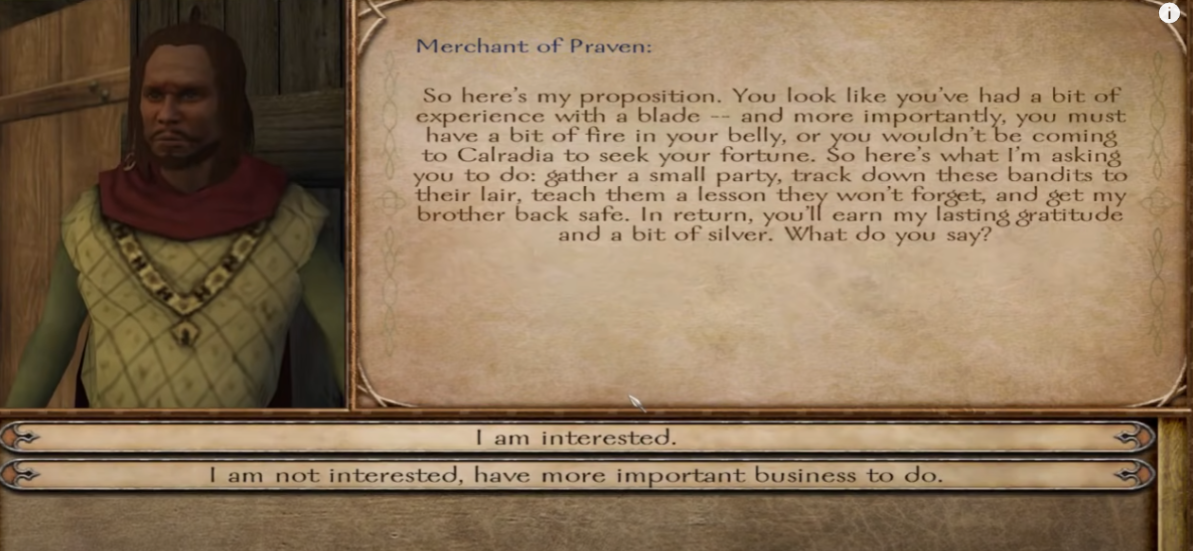 Merchant of Praven:
So here's my proposition. You look like you've had a bit of
experience with a blade -- and more importantly, you must
have a bit of fire in your belly, or you wouldn't be coming
to Calradia to seek your fortune. So here's what I'm asking
you to do: gather a small party, track down these bandits to
their lair, teach them a lesson they won't forget, and get my
brother back safe. In return, you'll earn my lasting gratitude
and a bit of silver. What do you say?
I am interested.
I am not interested, have more important business to do.